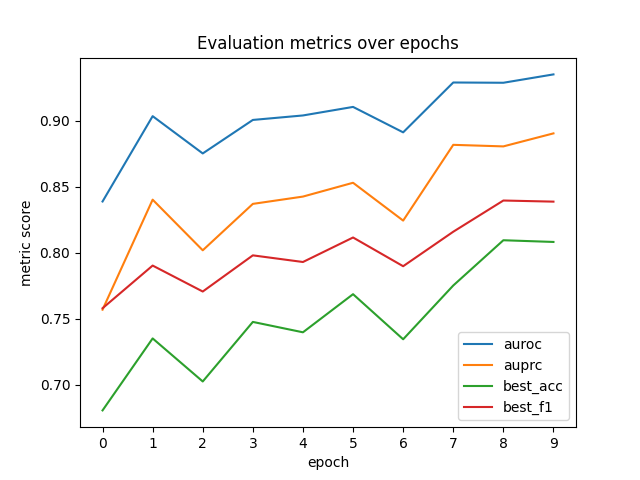 Evaluation metrics over epochs
metric score
0.90
0.85
0.80
0.75
0.70
auroc
auprc
best_acc
best_f1
0 1 2 3 4 5 6 7 8 9
epoch